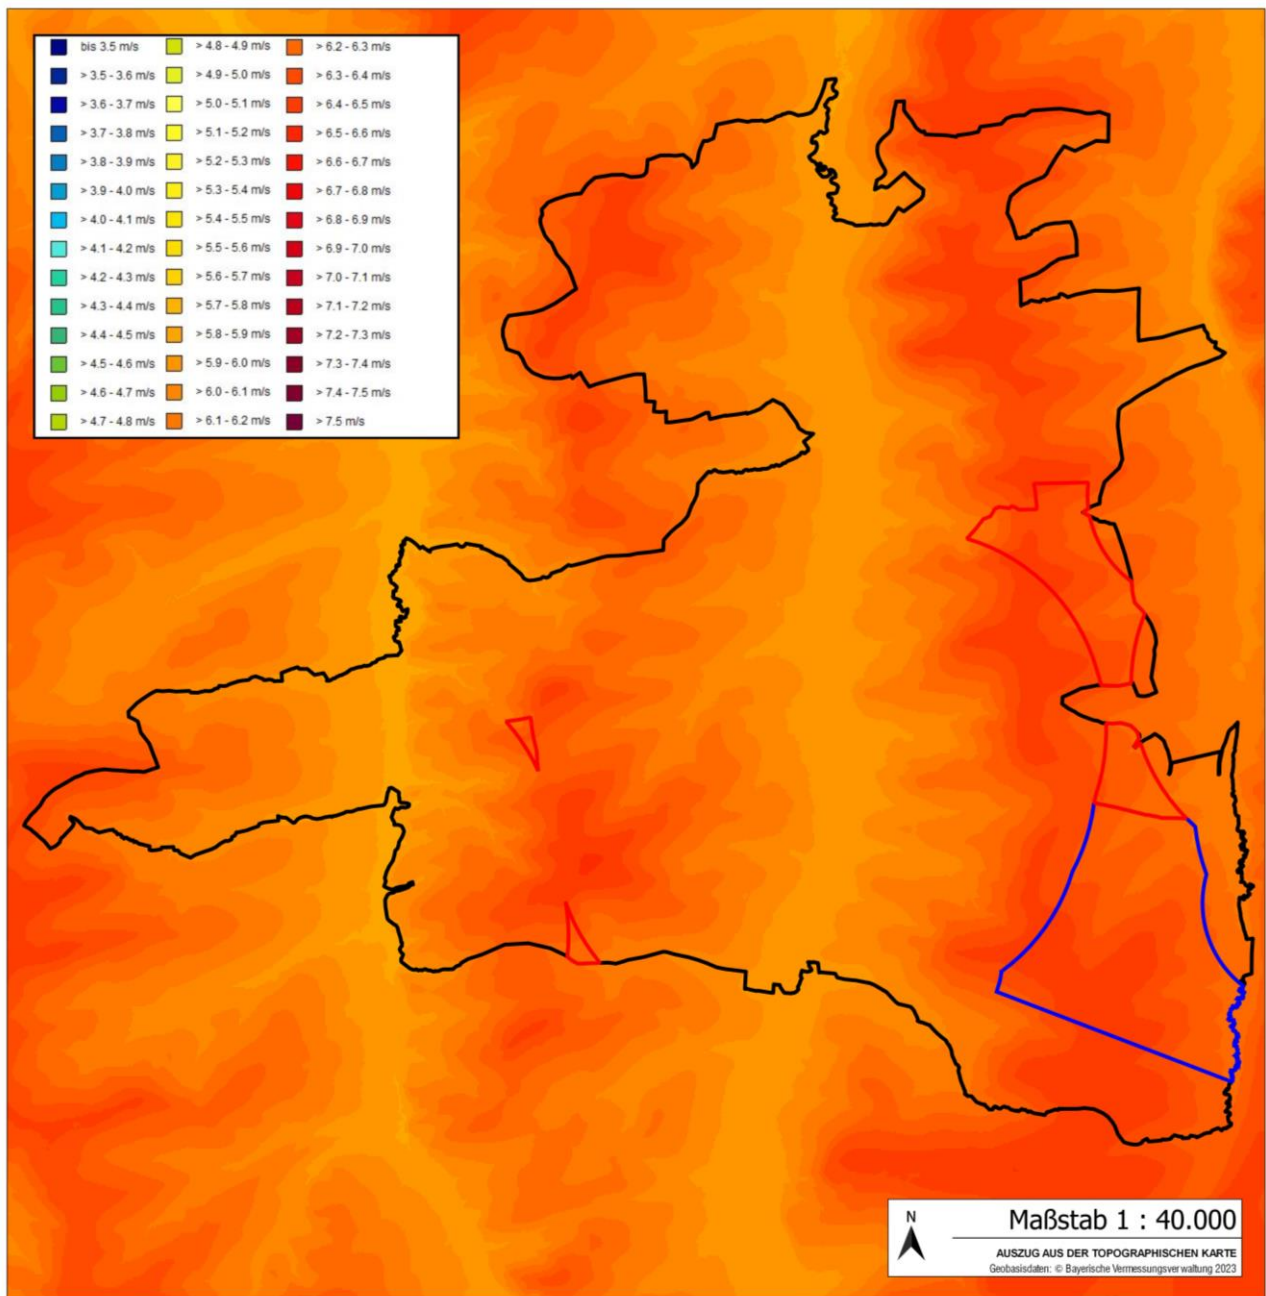 bis 3.5 m/s
> 3.5 - 3.6 m/s
> 3.6 - 3.7 m/s
> 3.7 - 3.8 m/s
> 3.8 - 3.9 m/s
> 3.9 - 4.0 m/s
> 4.0 - 4.1 m/s
> 4.1 - 4.2 m/s
> 4.2 - 4.3 m/s
> 4.3 - 4.4 m/s
> 4.4 - 4.5 m/s
> 4.5 - 4.6 m/s
> 4.6 - 4.7 m/s
> 4.7 - 4.8 m/s
> 4.8 - 4.9 m/s
> 4.9 - 5.0 m/s
> 5.0 - 5.1 m/s
> 5.1 - 5.2 m/s
> 5.2 - 5.3 m/s
> 5.3 - 5.4 m/s
> 5.4 - 5.5 m/s
> 5.5 - 5.6 m/s
> 5.6 - 5.7 m/s
> 5.7 - 5.8 m/s
> 5.8 - 5.9 m/s
> 5.9 - 6.0 m/s
> 6.0 - 6.1 m/s
> 6.1 - 6.2 m/s
> 6.2 - 6.3 m/s
> 6.3 - 6.4 m/s
> 6.4 - 6.5 m/s
> 6.5 - 6.6 m/s
> 6.6 - 6.7 m/s
> 6.7 - 6.8 m/s
> 6.8 - 6.9 m/s
> 6.9 - 7.0 m/s
> 7.0 - 7.1 m/s
> 7.1 - 7.2 m/s
> 7.2 - 7.3 m/s
> 7.3 - 7.4 m/s
> 7.4 - 7.5 m/s
> 7.5 m/s
N
Maßstab 1 : 40.000
AUSZUG AUS DER TOPOGRAPHISCHEN KARTE
Geobasisdaten: © Bayerische Vermessungsverwaltung 2023